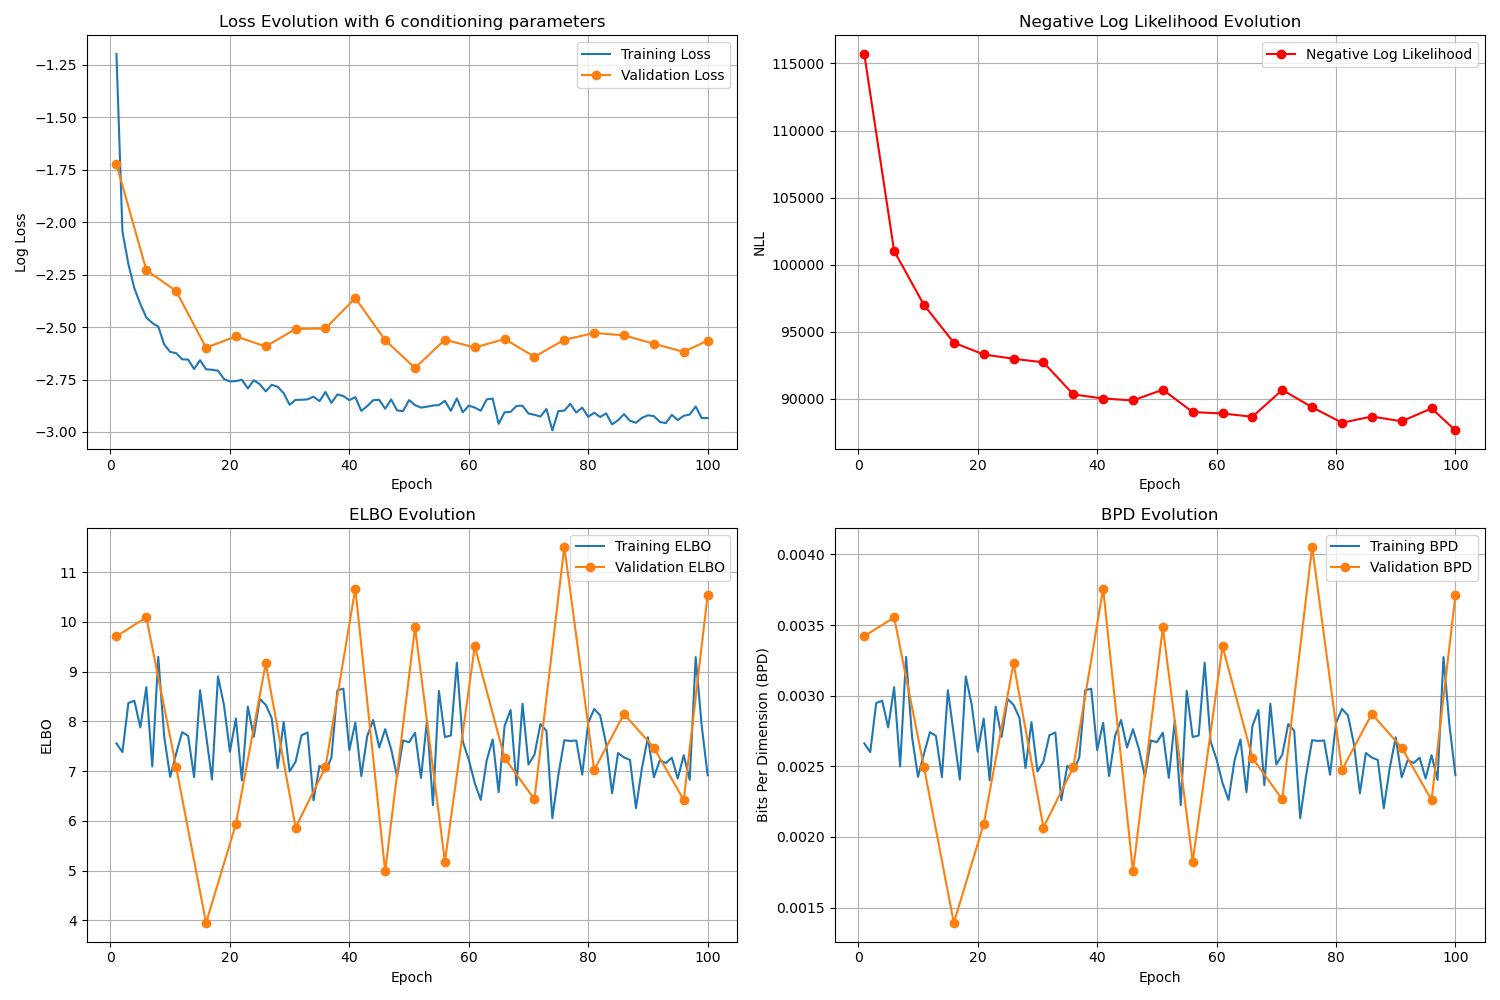 Loss Evolution with 6 conditioning parameters
Training Loss
Validation Loss
−1.25
−1.50
−1.75
−2.00
−2.25
−2.50
−2.75
−3.00
Log Loss
0 20 40 60 80 100
Epoch
Negative Log Likelihood Evolution
Negative Log Likelihood
115000
110000
105000
100000
95000
90000
NLL
0 20 40 60 80 100
Epoch
ELBO Evolution
Training ELBO
Validation ELBO
11
10
9
8
7
6
5
4
ELBO
0 20 40 60 80 100
Epoch
BPD Evolution
Training BPD
Validation BPD
0.0040
0.0035
0.0030
0.0025
0.0020
0.0015
Bits Per Dimension (BPD)
0 20 40 60 80 100
Epoch